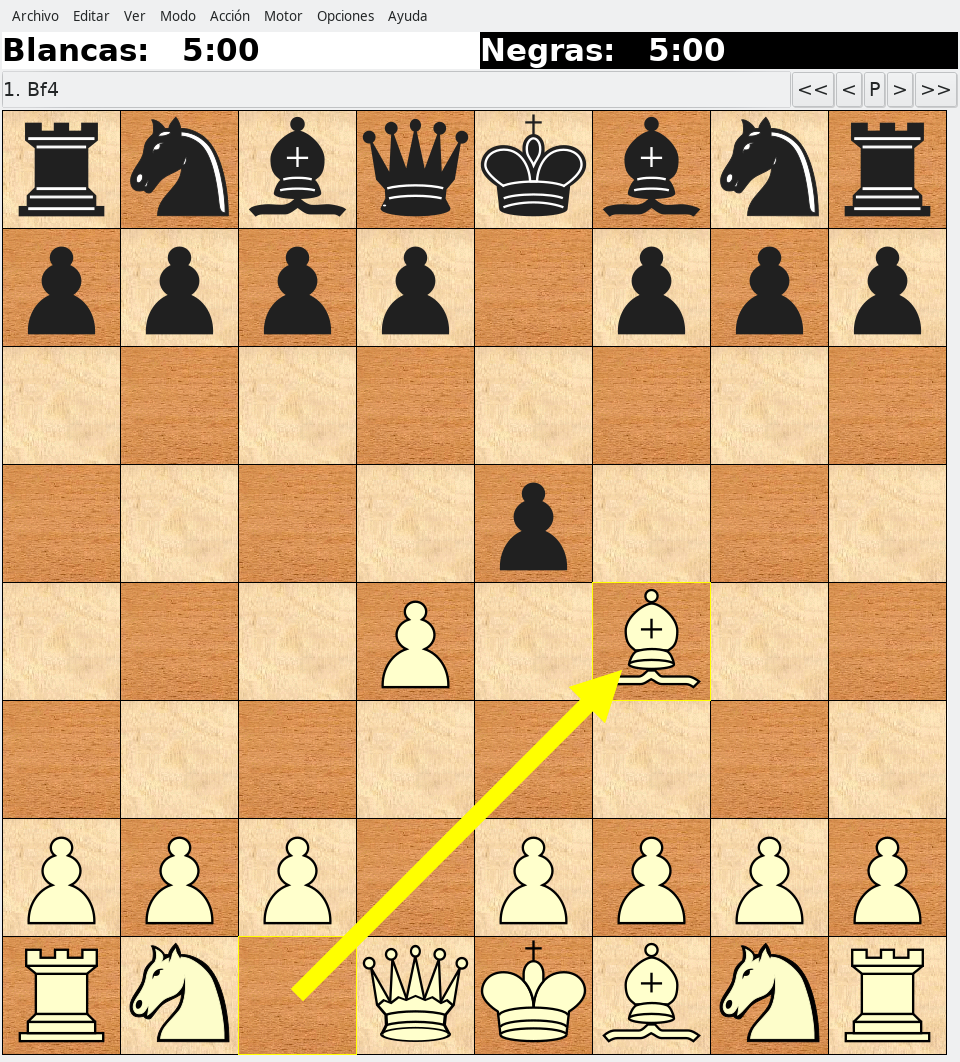 Archivo Editar Ver Modo Acción Motor Opciones Ayuda
Blancas: 5:00 Negras: 5:00
1. Bf4 << < P > >>